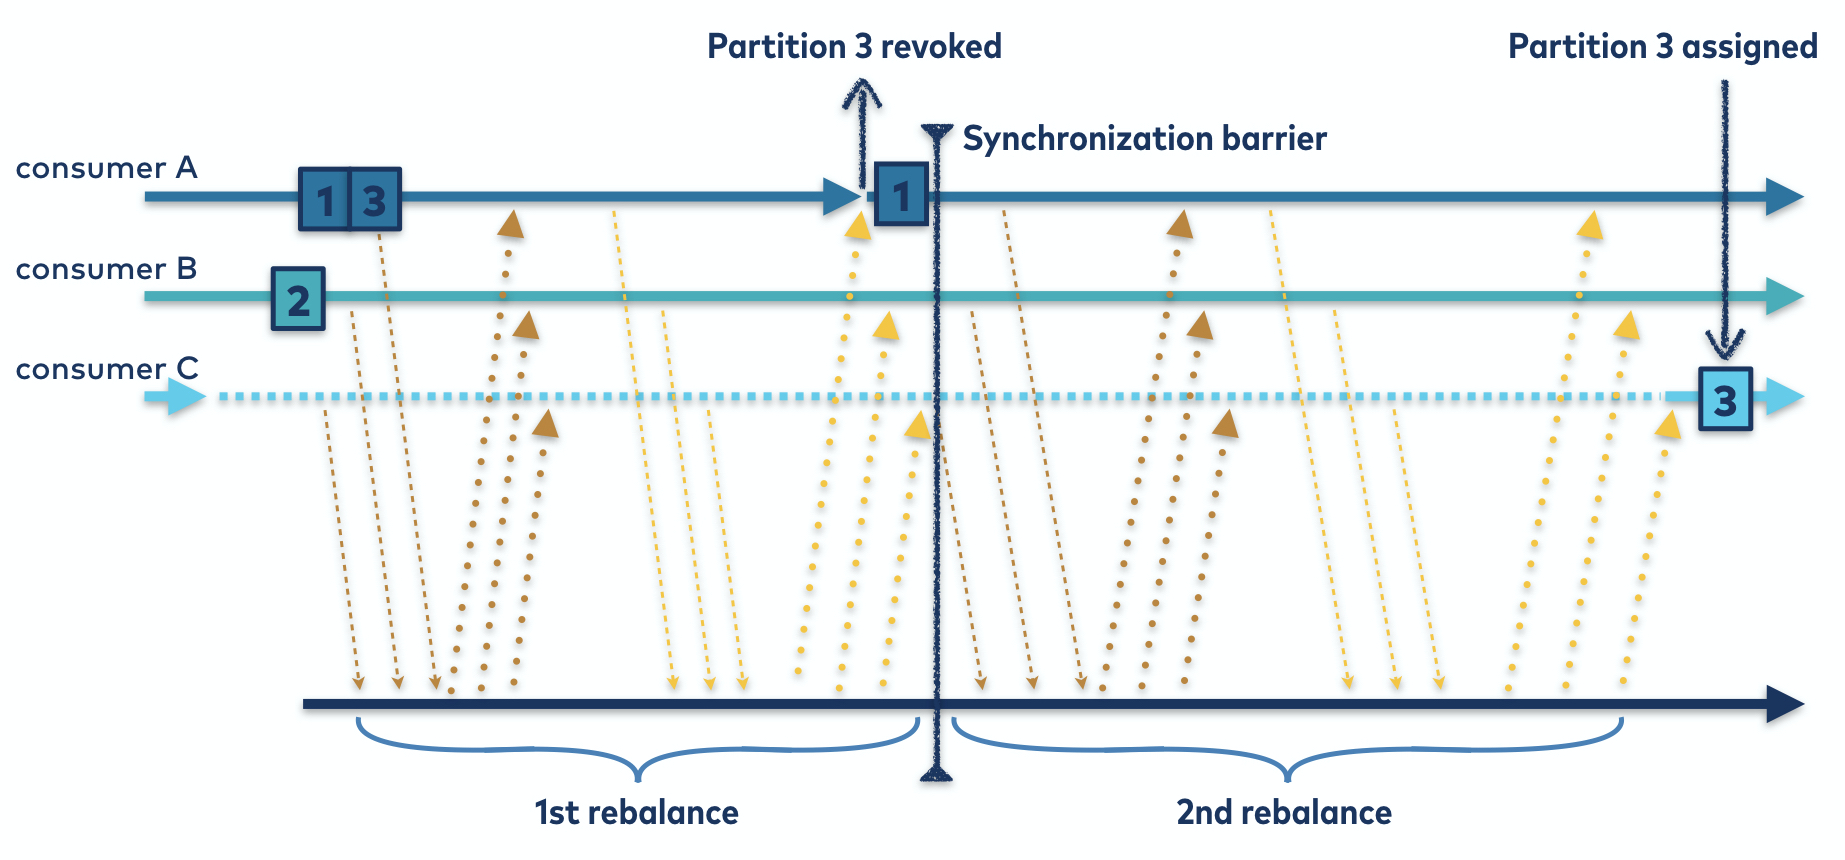 Partition 3 revoked
Partition 3 assigned
Synchronization barrier
consumer A
1 3
1
consumer B
2
consumer C
3
1st rebalance
2nd rebalance